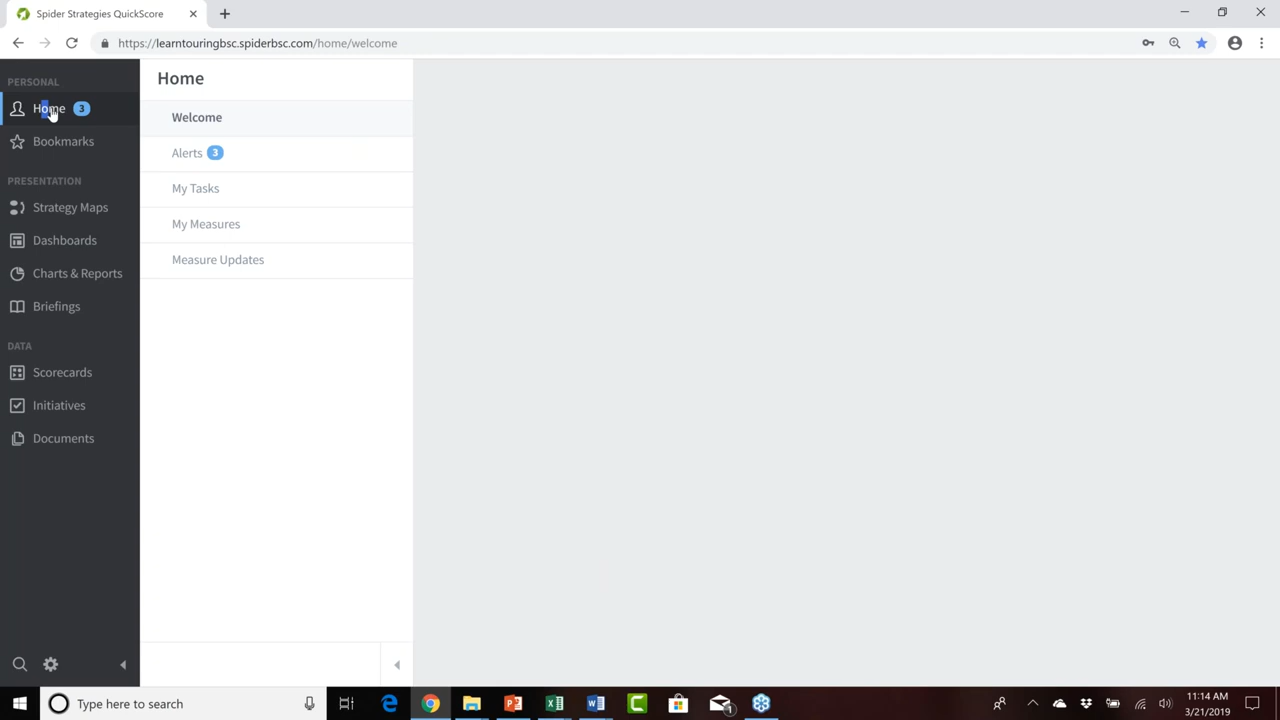 Spider Strategies QuickScore
https://learntouringbsc.spiderbsc.com/home/welcome
PERSONAL
Home 3
Bookmarks
PRESENTATION
Strategy Maps
Dashboards
Charts & Reports
Briefings
DATA
Scorecards
Initiatives
Documents
Home
Welcome
Alerts 3
My Tasks
My Measures
Measure Updates
Type here to search
1
11:14 AM
3/21/2019